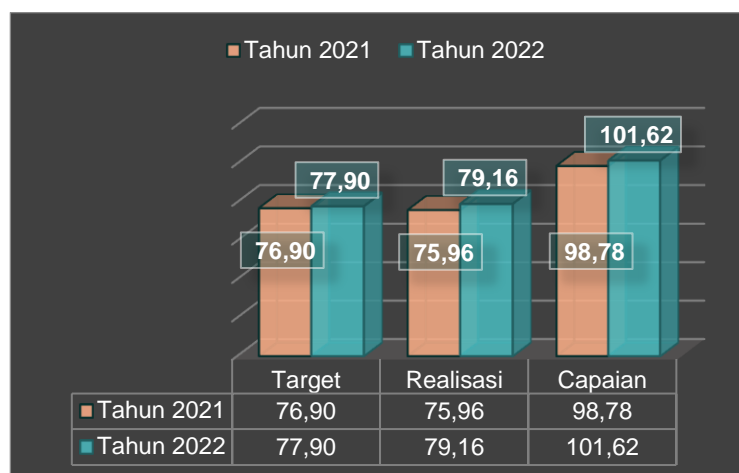 Tahun 2021 Tahun 2022
101,62
77,90 79,16
76,90 75,96 98,78
Target Realisasi Capaian
Tahun 2021 76,90 75,96 98,78
Tahun 2022 77,90 79,16 101,62